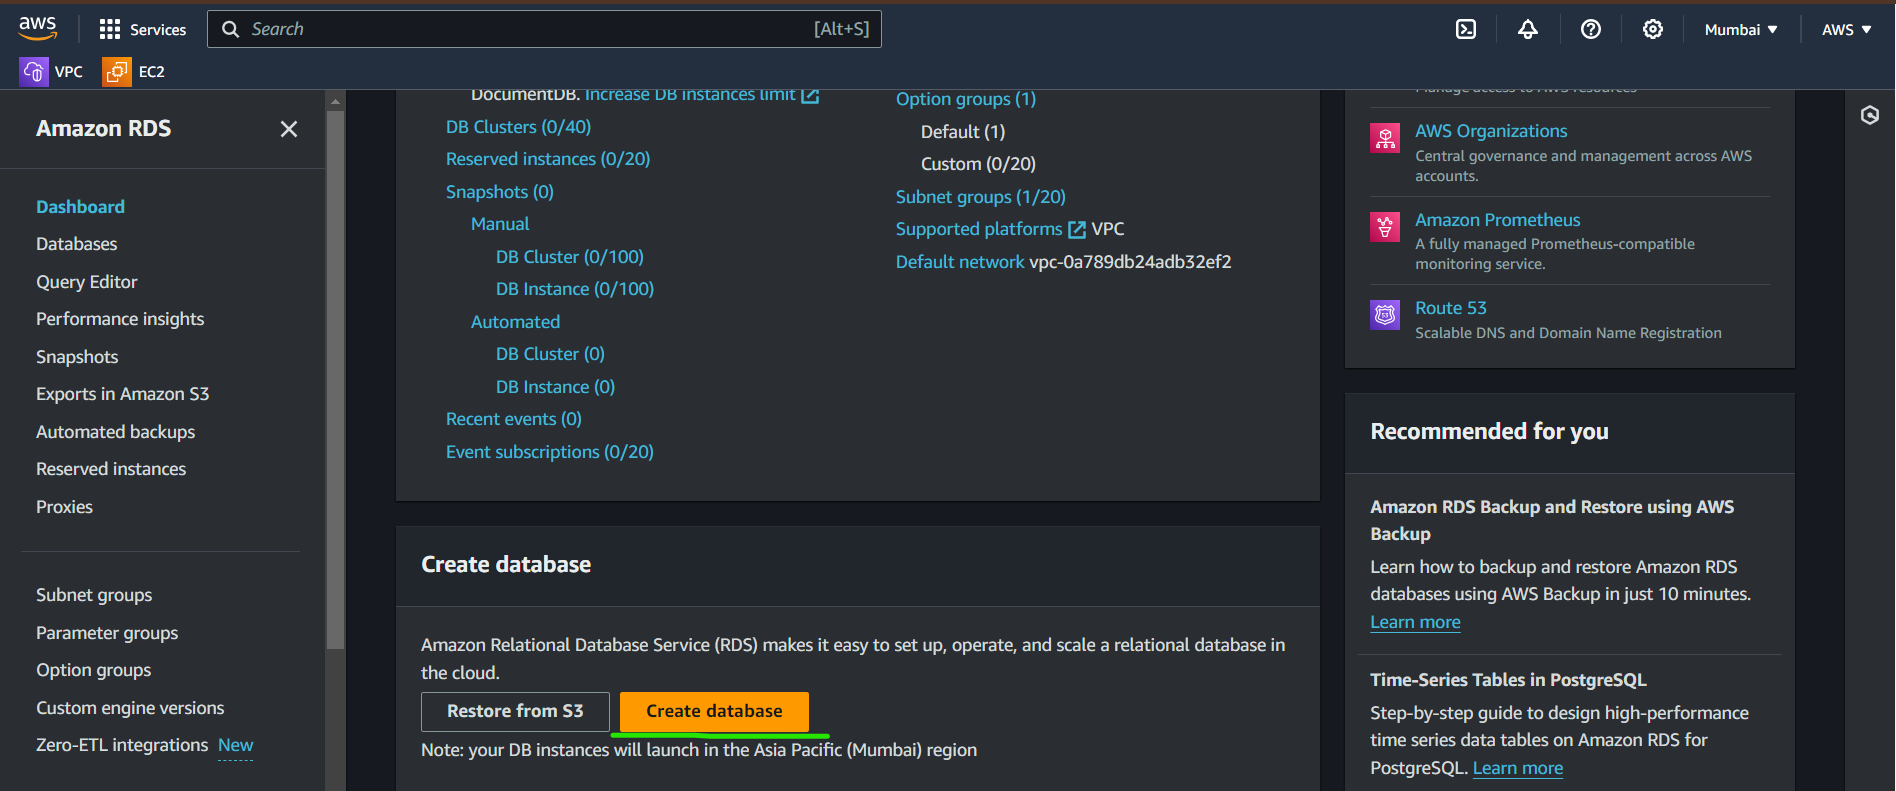 aws
Services
Search
[Alt+S]
Mumbai
AWS
VPC
EC2
Amazon RDS
Dashboard
Databases
Query Editor
Performance insights
Snapshots
Exports in Amazon S3
Automated backups
Reserved instances
Proxies
Subnet groups
Parameter groups
Option groups
Custom engine versions
Zero-ETL integrations New
DocumentDB. Increase DB instances limit
DB Clusters (0/40)
Reserved instances (0/20)
Snapshots (0)
Manual
DB Cluster (0/100)
DB Instance (0/100)
Automated
DB Cluster (0)
DB Instance (0)
Recent events (0)
Event subscriptions (0/20)
Option groups (1)
Default (1)
Custom (0/20)
Subnet groups (1/20)
Supported platforms VPC
Default network vpc-0a789db24adb32ef2
Create database
Amazon Relational Database Service (RDS) makes it easy to set up, operate, and scale a relational database in
the cloud.
Restore from S3
Create database
Note: your DB instances will launch in the Asia Pacific (Mumbai) region
Manage access to AWS resources
AWS Organizations
Central governance and management across AWS
accounts.
Amazon Prometheus
A fully managed Prometheus-compatible
monitoring service.
Route 53
Scalable DNS and Domain Name Registration
Recommended for you
Amazon RDS Backup and Restore using AWS
Backup
Learn how to backup and restore Amazon RDS
databases using AWS Backup in just 10 minutes.
Learn more
Time-Series Tables in PostgreSQL
Step-by-step guide to design high-performance
time series data tables on Amazon RDS for
PostgreSQL. Learn more